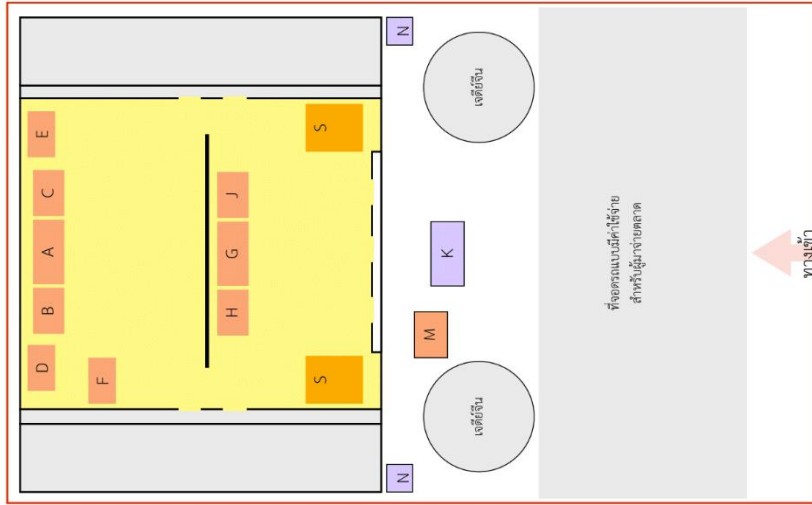 D B A C E
F
H G J
S S
N N
M K
เจดีย์จีน เจดีย์จีน
ที่จอดรถแบบมีค่าใช้จ่าย
สำหรับผู้มาจ่ายตลาด
ทางเข้า